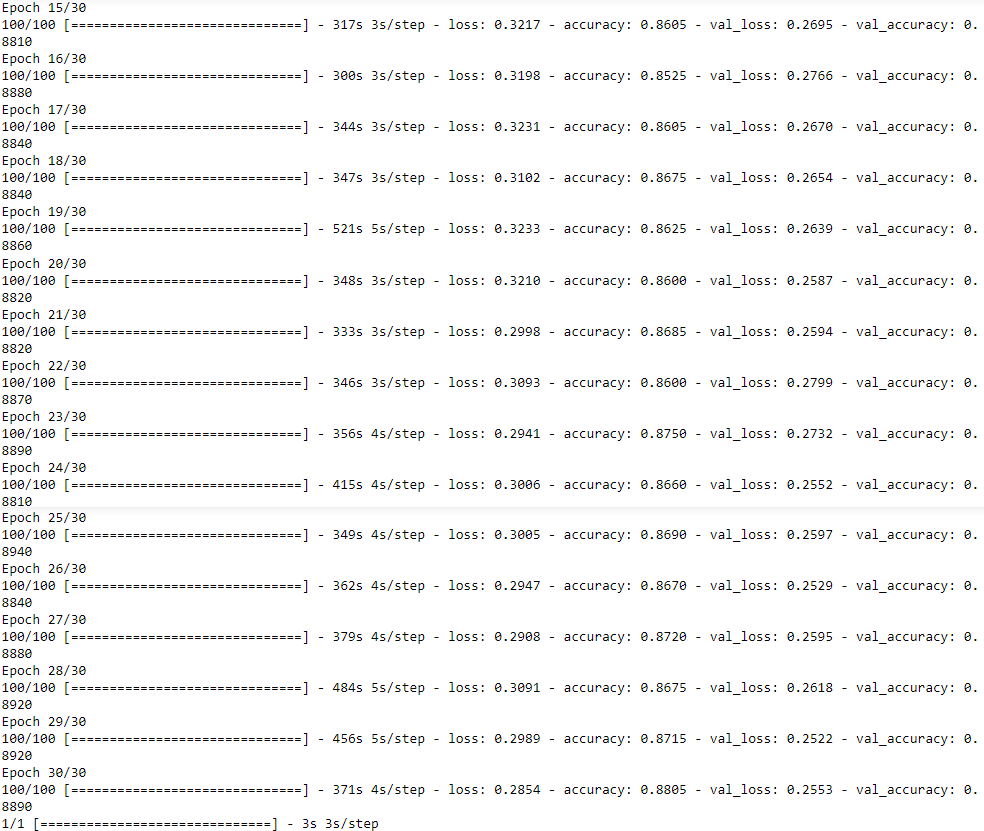 Epoch 15/30
100/100 [==============================] - 317s 3s/step - loss: 0.3217 - accuracy: 0.8605 - val_loss: 0.2695 - val_accuracy: 0.
8810
Epoch 16/30
100/100 [==============================] - 300s 3s/step - loss: 0.3198 - accuracy: 0.8525 - val_loss: 0.2766 - val_accuracy: 0.
8880
Epoch 17/30
100/100 [==============================] - 344s 3s/step - loss: 0.3231 - accuracy: 0.8605 - val_loss: 0.2670 - val_accuracy: 0.
8840
Epoch 18/30
100/100 [==============================] - 347s 3s/step - loss: 0.3102 - accuracy: 0.8675 - val_loss: 0.2654 - val_accuracy: 0.
8840
Epoch 19/30
100/100 [==============================] - 521s 5s/step - loss: 0.3233 - accuracy: 0.8625 - val_loss: 0.2639 - val_accuracy: 0.
8860
Epoch 20/30
100/100 [==============================] - 348s 3s/step - loss: 0.3210 - accuracy: 0.8600 - val_loss: 0.2587 - val_accuracy: 0.
8820
Epoch 21/30
100/100 [==============================] - 333s 3s/step - loss: 0.2998 - accuracy: 0.8685 - val_loss: 0.2594 - val_accuracy: 0.
8820
Epoch 22/30
100/100 [==============================] - 346s 3s/step - loss: 0.3093 - accuracy: 0.8600 - val_loss: 0.2799 - val_accuracy: 0.
8870
Epoch 23/30
100/100 [==============================] - 356s 4s/step - loss: 0.2941 - accuracy: 0.8750 - val_loss: 0.2732 - val_accuracy: 0.
8890
Epoch 24/30
100/100 [==============================] - 415s 4s/step - loss: 0.3006 - accuracy: 0.8660 - val_loss: 0.2552 - val_accuracy: 0.
8810
Epoch 25/30
100/100 [==============================] - 349s 4s/step - loss: 0.3005 - accuracy: 0.8690 - val_loss: 0.2597 - val_accuracy: 0.
8940
Epoch 26/30
100/100 [==============================] - 362s 4s/step - loss: 0.2947 - accuracy: 0.8670 - val_loss: 0.2529 - val_accuracy: 0.
8840
Epoch 27/30
100/100 [==============================] - 379s 4s/step - loss: 0.2908 - accuracy: 0.8720 - val_loss: 0.2595 - val_accuracy: 0.
8880
Epoch 28/30
100/100 [==============================] - 484s 5s/step - loss: 0.3091 - accuracy: 0.8675 - val_loss: 0.2618 - val_accuracy: 0.
8920
Epoch 29/30
100/100 [==============================] - 456s 5s/step - loss: 0.2989 - accuracy: 0.8715 - val_loss: 0.2522 - val_accuracy: 0.
8920
Epoch 30/30
100/100 [==============================] - 371s 4s/step - loss: 0.2854 - accuracy: 0.8805 - val_loss: 0.2553 - val_accuracy: 0.
8890
1/1 [==============================] - 3s 3s/step